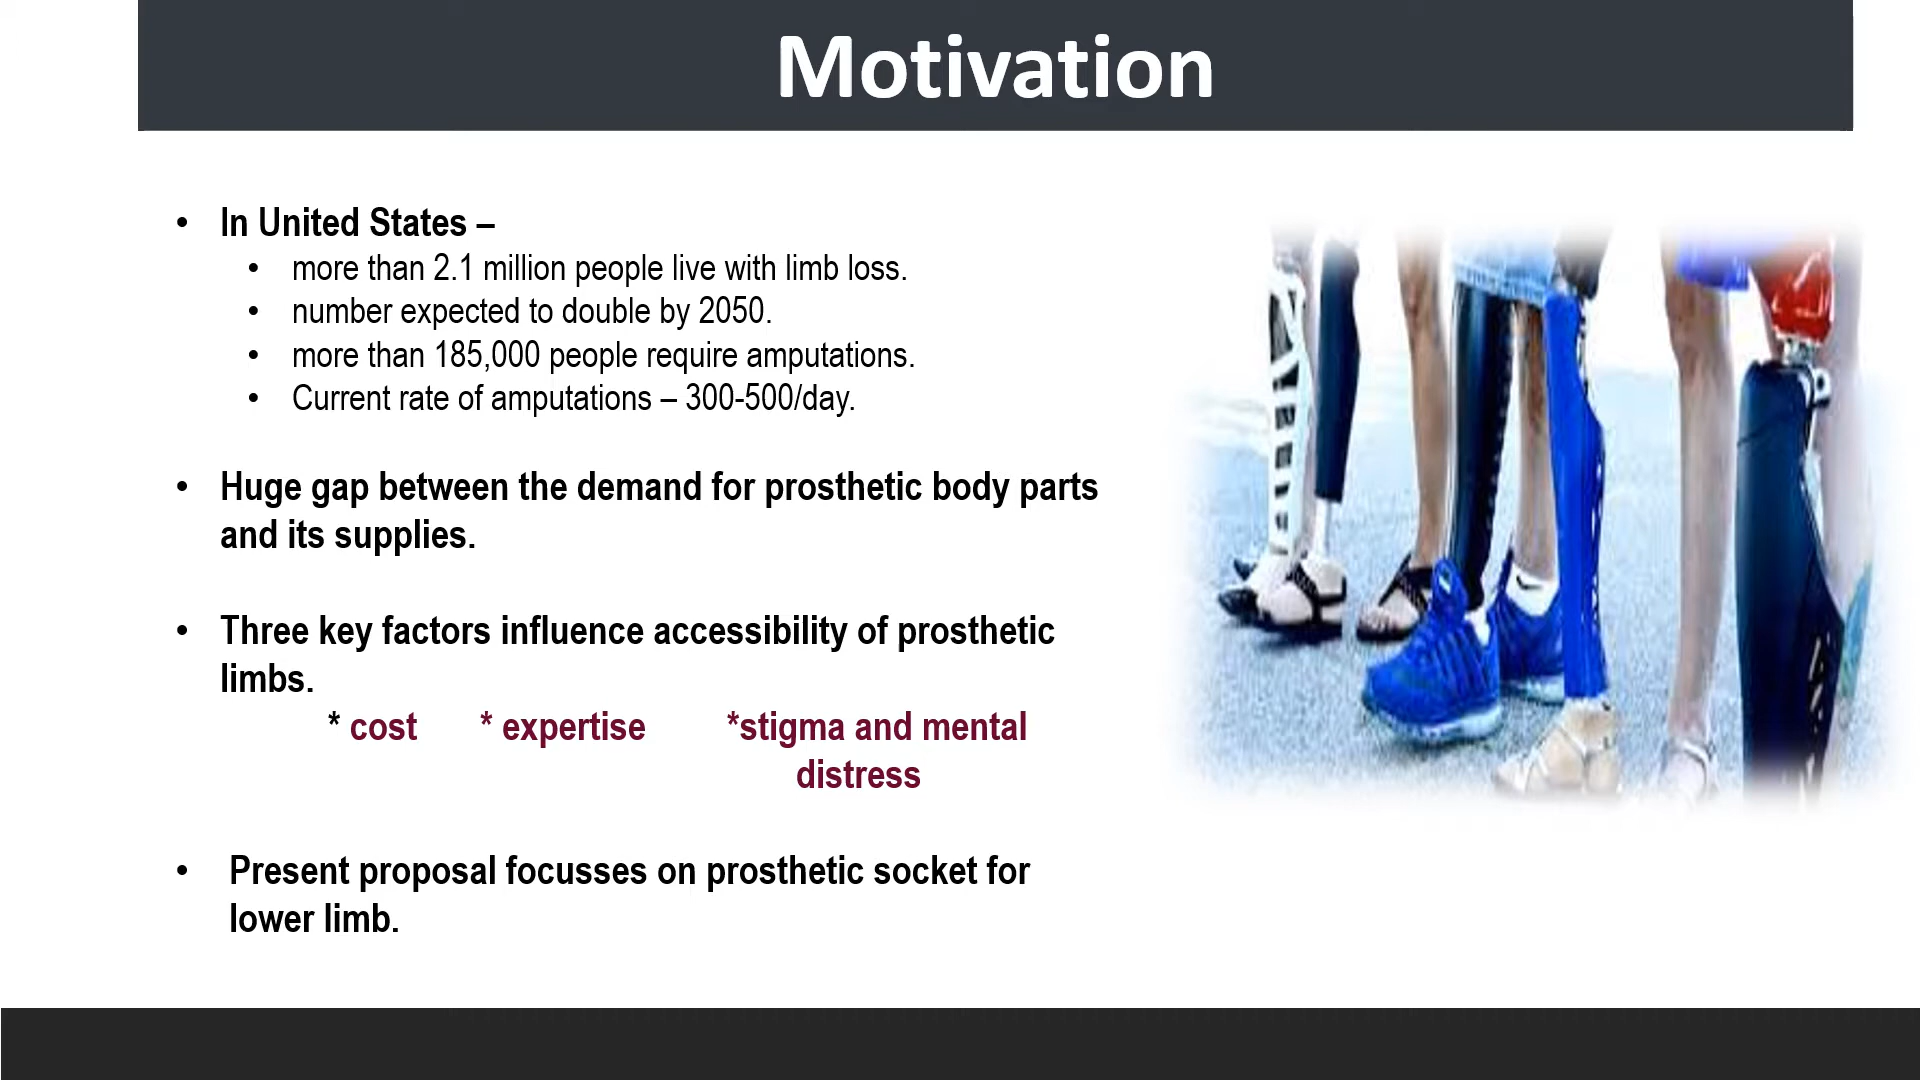 Motivation
• In United States –
• more than 2.1 million people live with limb loss.
• number expected to double by 2050.
• more than 185,000 people require amputations.
• Current rate of amputations – 300-500/day.
• Huge gap between the demand for prosthetic body parts
and its supplies.
• Three key factors influence accessibility of prosthetic
limbs.
* cost * expertise *stigma and mental
distress
• Present proposal focusses on prosthetic socket for
lower limb.